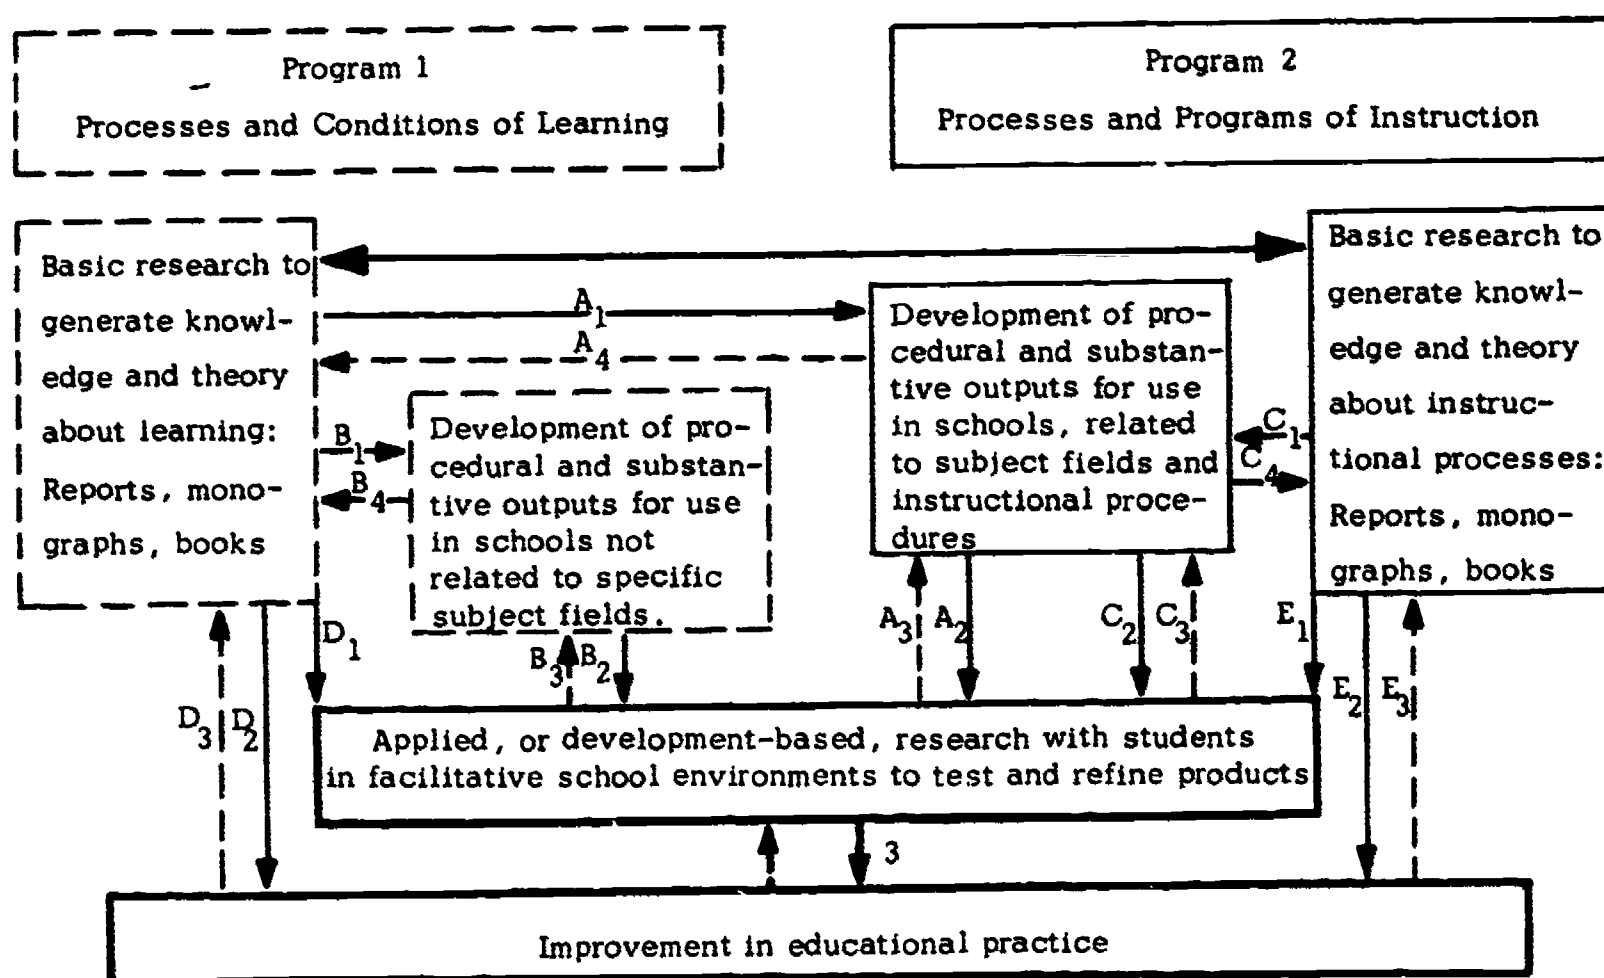 Program 1
Processes and Conditions of Learning
Program 2
Processes and Programs of Instruction
Basic research to
generate knowl-
edge and theory
about learning:
Reports, mono-
graphs, books
A1
A4
B1
B4
Development of pro-
cedural and substan-
tive outputs for use
in schools not
related to specific
subject fields.
Development of pro-
cedural and substan-
tive outputs for use
in schools, related
to subject fields and
instructional proce-
dures
C1
C4
Basic research to
generate knowl-
edge and theory
about instruc-
tional processes:
Reports, mono-
graphs, books
D1
B3
B2
A3
A2
C2
C3
E1
D3
D2
E2
E3
Applied, or development-based, research with students
in facilitative school environments to test and refine products
3
Improvement in educational practice